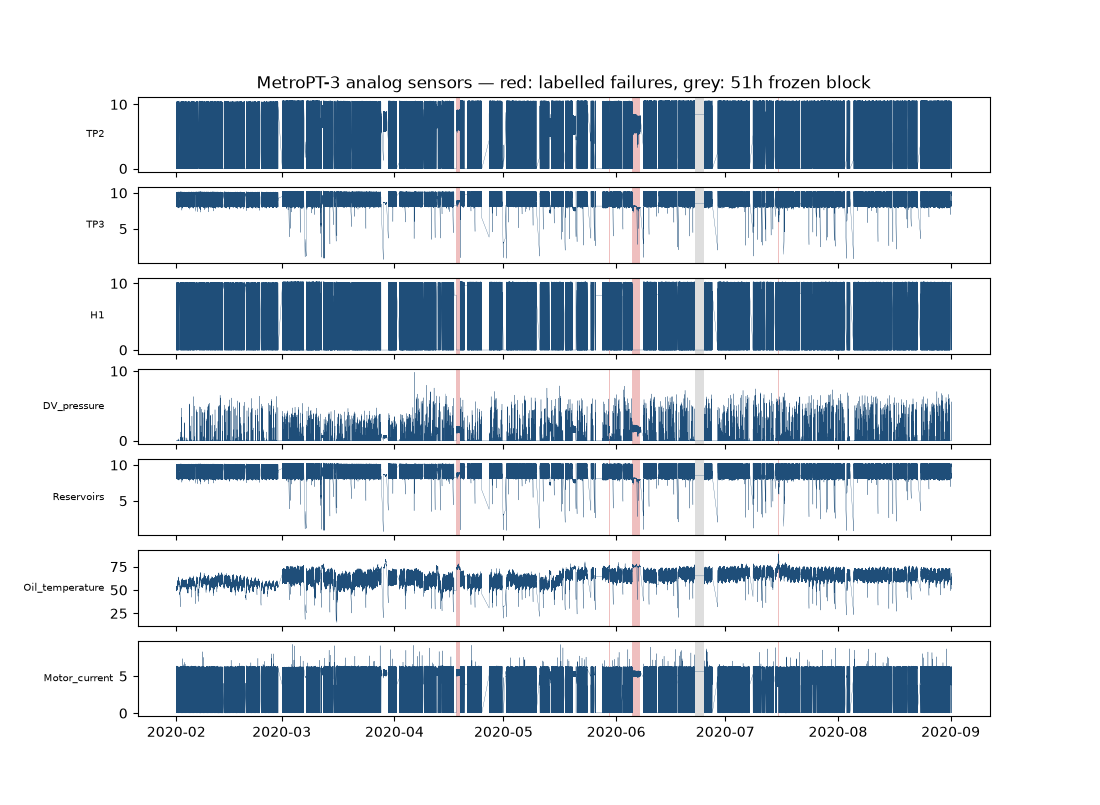 MetroPT-3 analog sensors — red: labelled failures, grey: 51h frozen block
10
TP2
0
10
TP3
5
10
H1
0
10
DV_pressure
0
10
Reservoirs
5
75
Oil_temperature
50
25
Motor_current
5
0
2020-02 2020-03 2020-04 2020-05 2020-06 2020-07 2020-08 2020-09